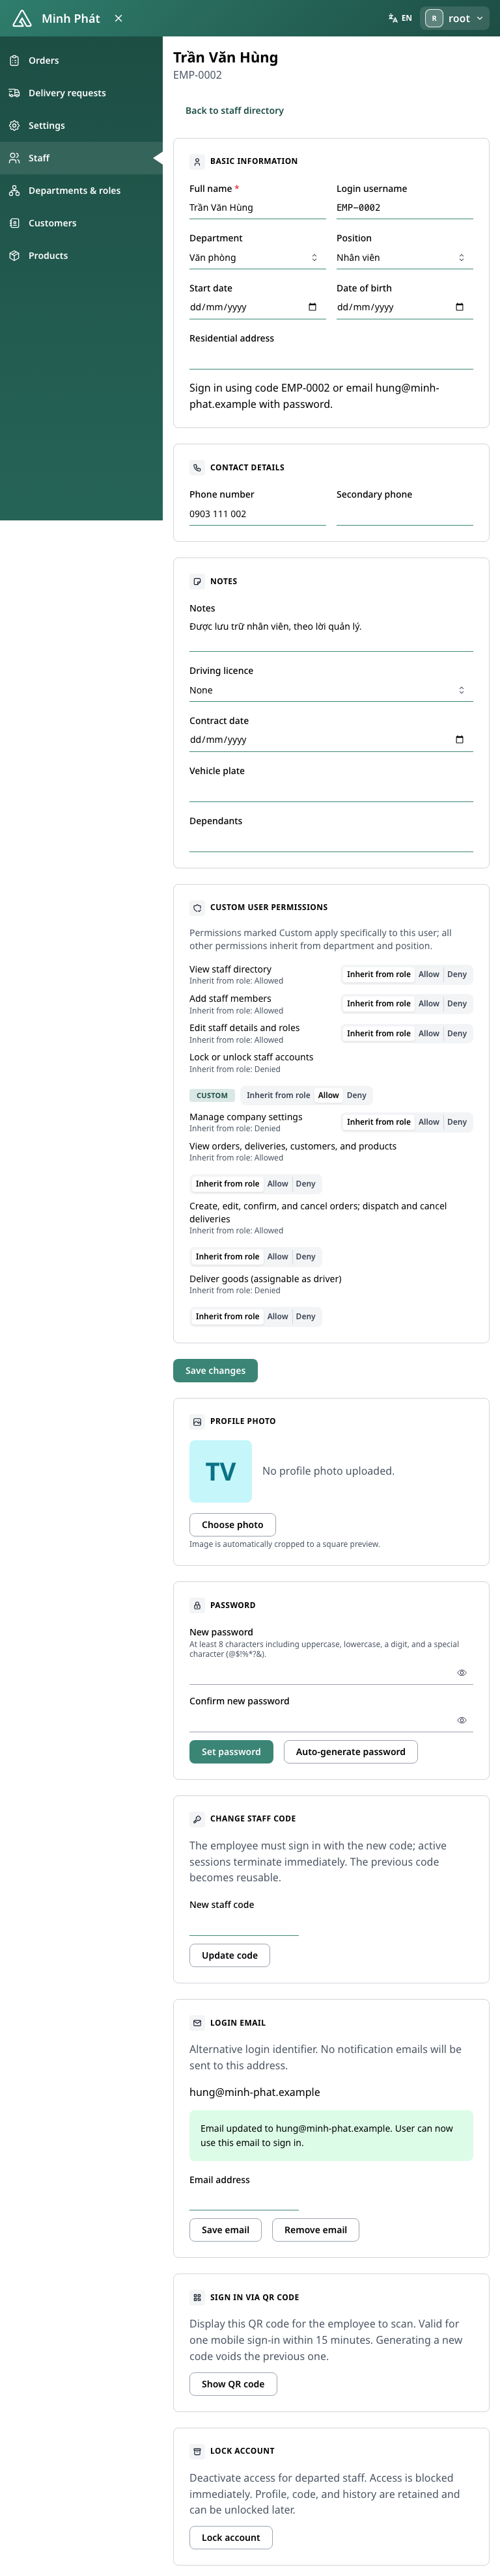 Minh Phát
EN
R
root
Orders
Delivery requests
Settings
Staff
Departments & roles
Customers
Products
Trần Văn Hùng
EMP-0002
Back to staff directory
BASIC INFORMATION
Full name *
Login username
Trần Văn Hùng
EMP-0002
Department
Position
Văn phòng
Nhân viên
Start date
Date of birth
dd/mm/yyyy
dd/mm/yyyy
Residential address
Sign in using code EMP-0002 or email hung@minh-
phat.example with password.
CONTACT DETAILS
Phone number
Secondary phone
0903 111 002
NOTES
Notes
Được lưu trữ nhân viên, theo lời quản lý.
Driving licence
None
Contract date
dd/mm/yyyy
Vehicle plate
Dependants
CUSTOM USER PERMISSIONS
Permissions marked Custom apply specifically to this user; all
other permissions inherit from department and position.
View staff directory
Inherit from role: Allowed
Inherit from role Allow Deny
Add staff members
Inherit from role: Allowed
Inherit from role Allow Deny
Edit staff details and roles
Inherit from role: Allowed
Inherit from role Allow Deny
Lock or unlock staff accounts
Inherit from role: Denied
CUSTOM Inherit from role Allow Deny
Manage company settings
Inherit from role: Denied
Inherit from role Allow Deny
View orders, deliveries, customers, and products
Inherit from role: Allowed
Inherit from role Allow Deny
Create, edit, confirm, and cancel orders; dispatch and cancel
deliveries
Inherit from role: Allowed
Inherit from role Allow Deny
Deliver goods (assignable as driver)
Inherit from role: Denied
Inherit from role Allow Deny
Save changes
PROFILE PHOTO
TV
No profile photo uploaded.
Choose photo
Image is automatically cropped to a square preview.
PASSWORD
New password
At least 8 characters including uppercase, lowercase, a digit, and a special
character (@$!%*?&).
Confirm new password
Set password
Auto-generate password
CHANGE STAFF CODE
The employee must sign in with the new code; active
sessions terminate immediately. The previous code
becomes reusable.
New staff code
Update code
LOGIN EMAIL
Alternative login identifier. No notification emails will be
sent to this address.
hung@minh-phat.example
Email updated to hung@minh-phat.example. User can now
use this email to sign in.
Email address
Save email
Remove email
SIGN IN VIA QR CODE
Display this QR code for the employee to scan. Valid for
one mobile sign-in within 15 minutes. Generating a new
code voids the previous one.
Show QR code
LOCK ACCOUNT
Deactivate access for departed staff. Access is blocked
immediately. Profile, code, and history are retained and
can be unlocked later.
Lock account